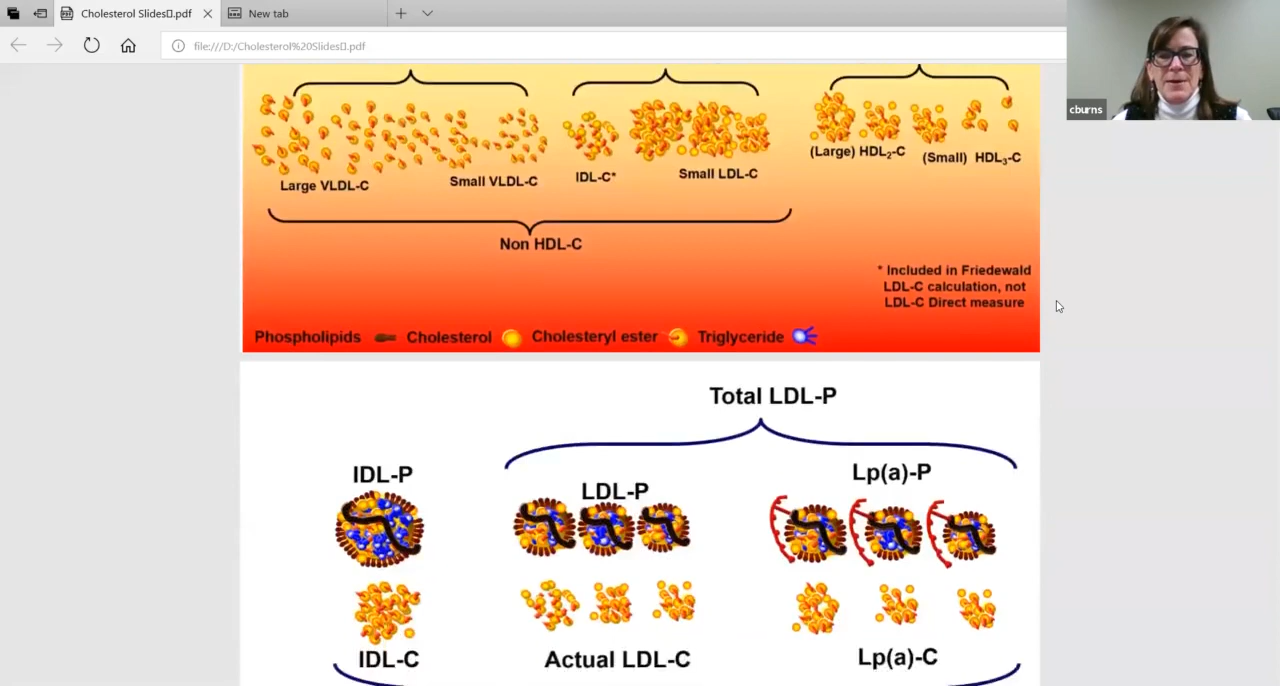 Cholesterol Slides▯.pdf
New tab
file:///D:/Cholesterol%20Slides▯.pdf
cburns
Large VLDL-C
Small VLDL-C
IDL-C*
Small LDL-C
(Large) HDL₂-C
(Small) HDL₃-C
Non HDL-C
* Included in Friedewald
LDL-C calculation, not
LDL-C Direct measure
Phospholipids Cholesterol Cholesteryl ester Triglyceride
Total LDL-P
IDL-P
LDL-P
Lp(a)-P
IDL-C
Actual LDL-C
Lp(a)-C